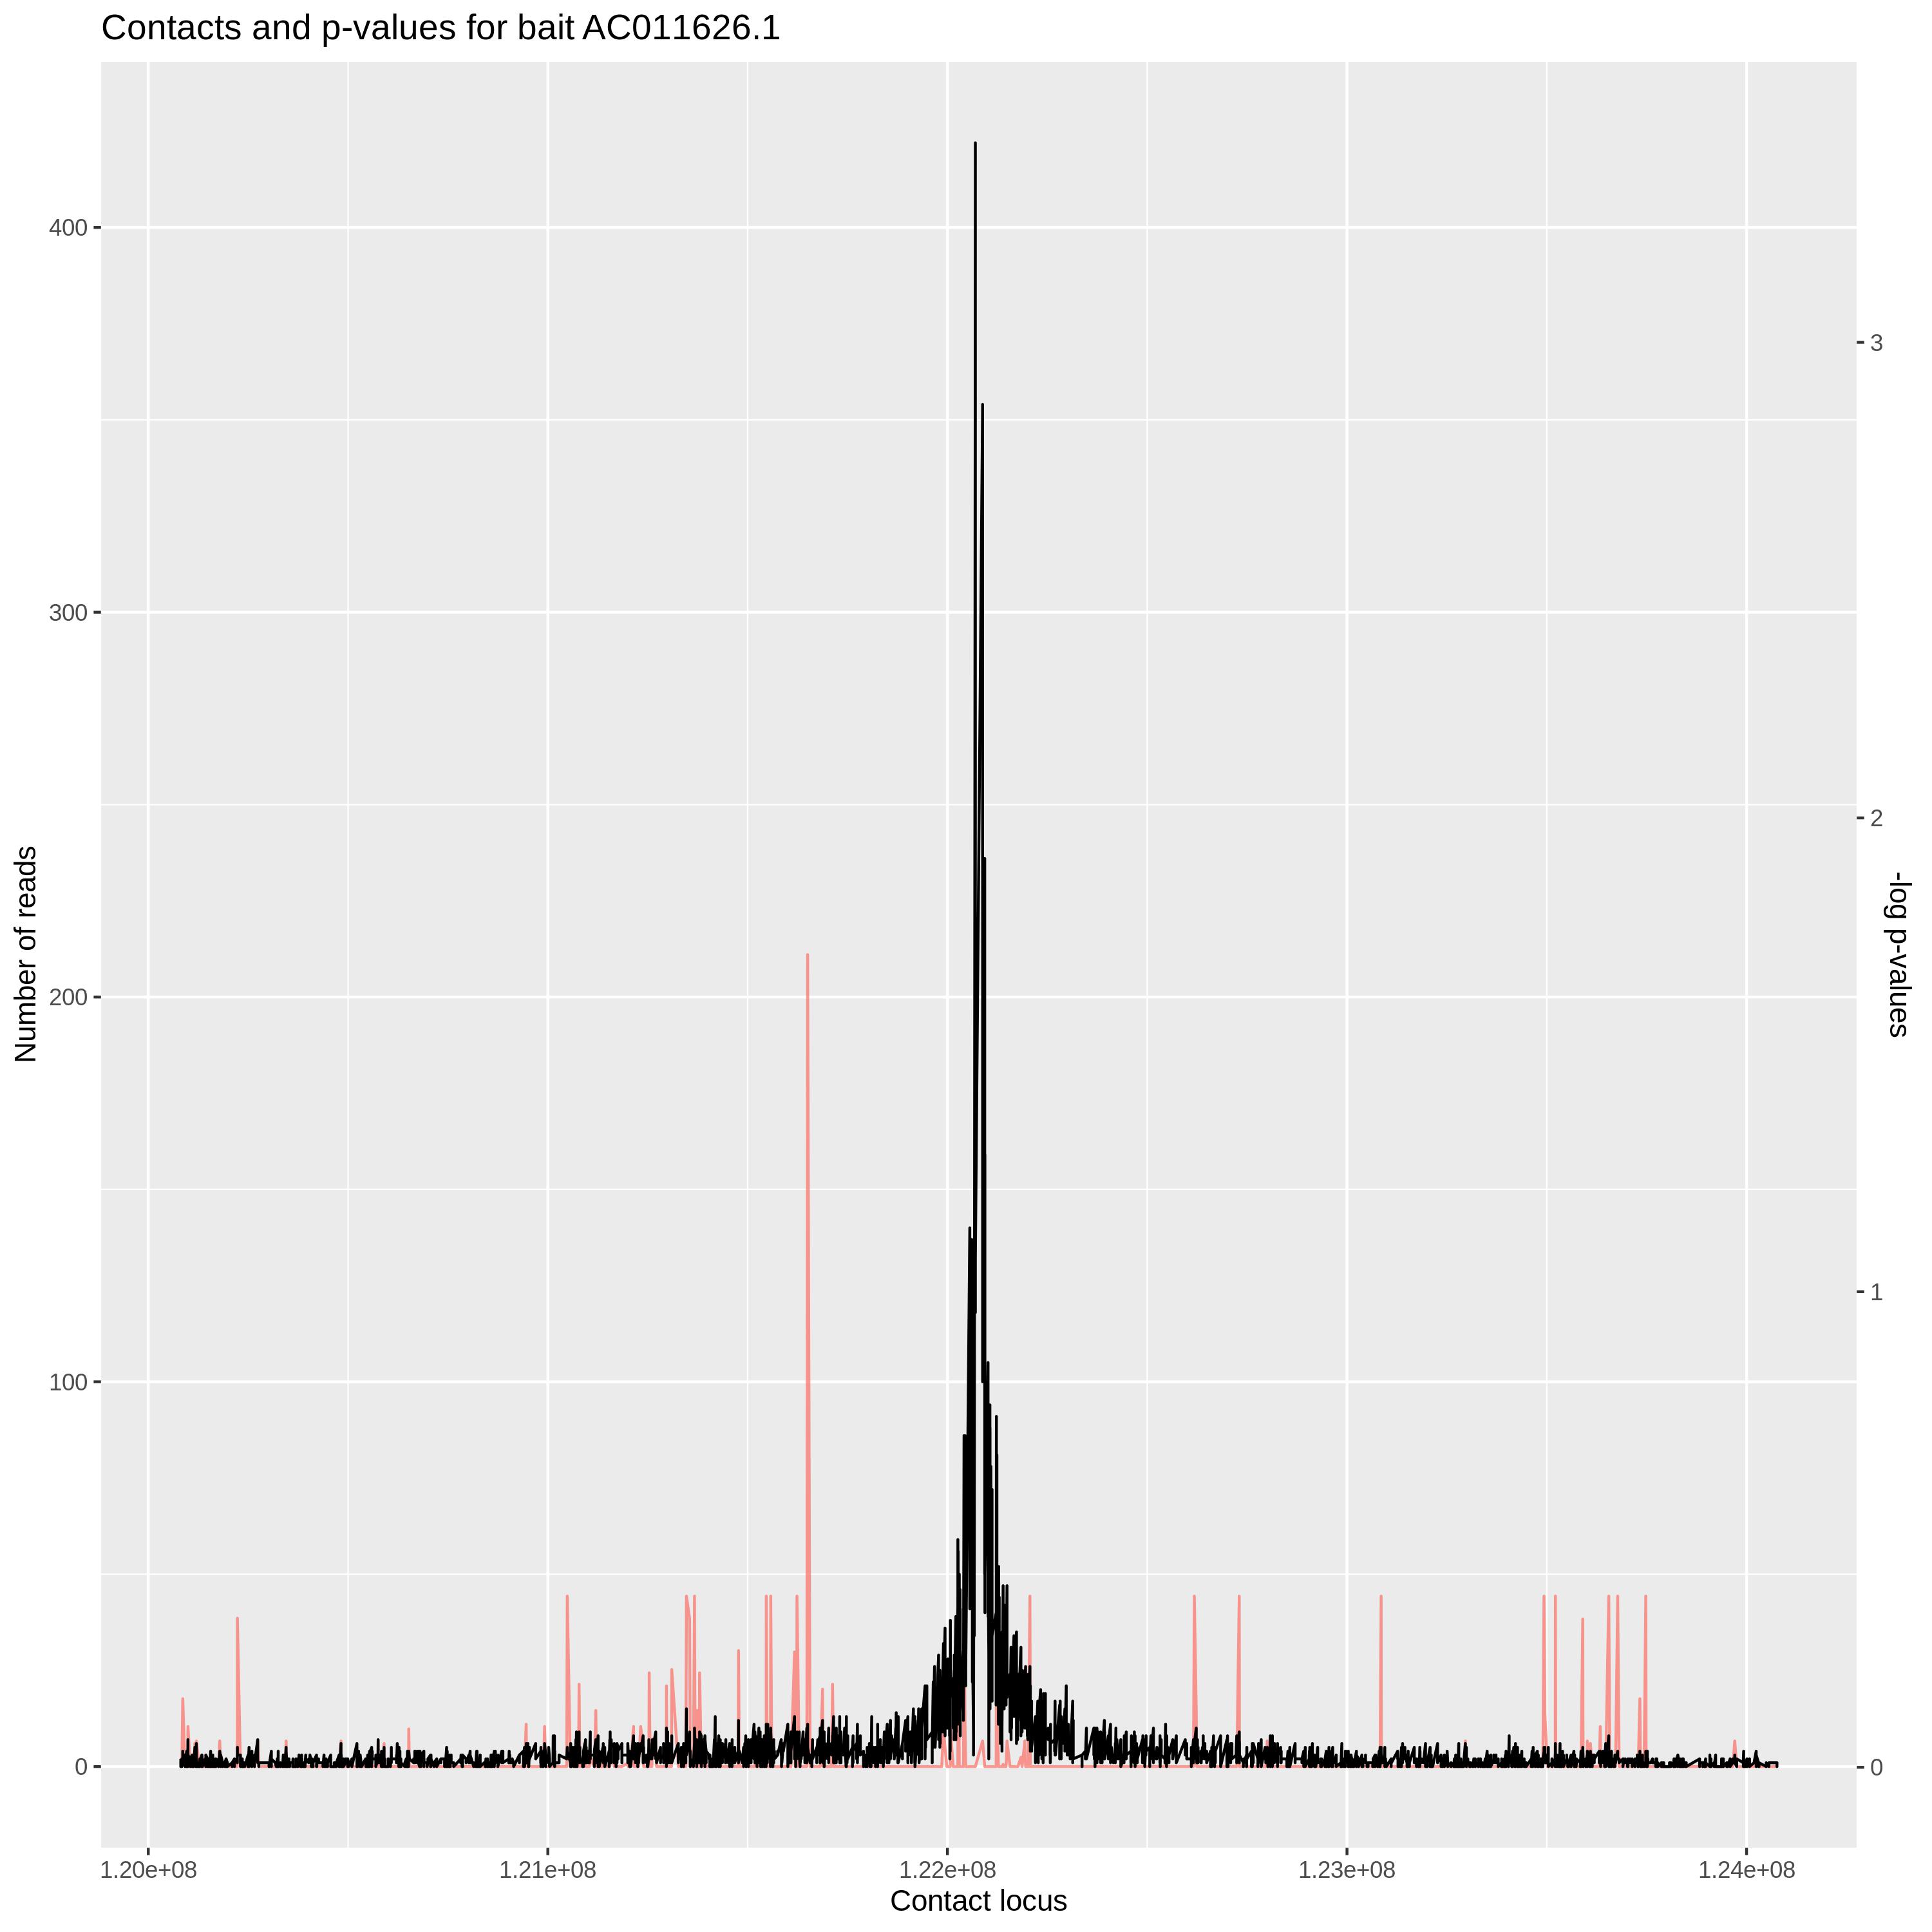 Contacts and p-values for bait AC011626.1
Number of reads
400
300
200
100
0
3
2
1
0
-log p-values
1.20e+08
1.21e+08
1.22e+08
1.23e+08
1.24e+08
Contact locus